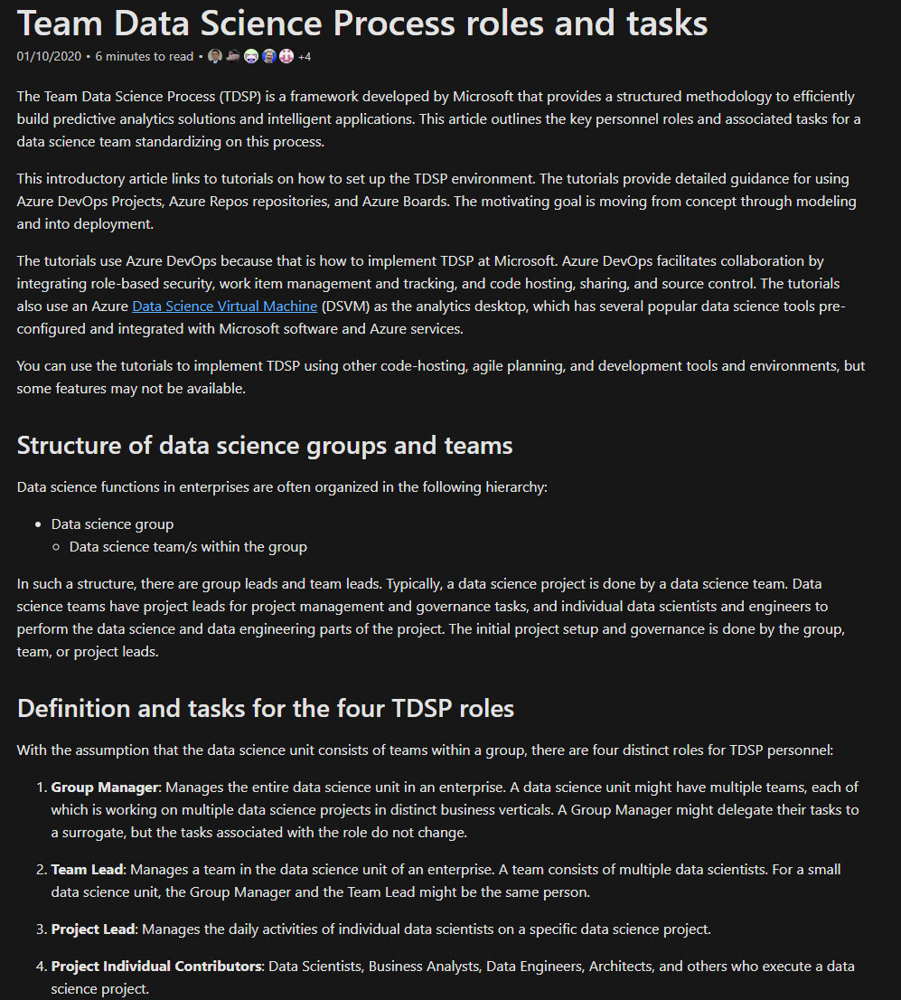 Team Data Science Process roles and tasks
01/10/2020 • 6 minutes to read • +4
The Team Data Science Process (TDSP) is a framework developed by Microsoft that provides a structured methodology to efficiently
build predictive analytics solutions and intelligent applications. This article outlines the key personnel roles and associated tasks for a
data science team standardizing on this process.
This introductory article links to tutorials on how to set up the TDSP environment. The tutorials provide detailed guidance for using
Azure DevOps Projects, Azure Repos repositories, and Azure Boards. The motivating goal is moving from concept through modeling
and into deployment.
The tutorials use Azure DevOps because that is how to implement TDSP at Microsoft. Azure DevOps facilitates collaboration by
integrating role-based security, work item management and tracking, and code hosting, sharing, and source control. The tutorials
also use an Azure Data Science Virtual Machine (DSVM) as the analytics desktop, which has several popular data science tools pre-
configured and integrated with Microsoft software and Azure services.
You can use the tutorials to implement TDSP using other code-hosting, agile planning, and development tools and environments, but
some features may not be available.
Structure of data science groups and teams
Data science functions in enterprises are often organized in the following hierarchy:
• Data science group
◦ Data science team/s within the group
In such a structure, there are group leads and team leads. Typically, a data science project is done by a data science team. Data
science teams have project leads for project management and governance tasks, and individual data scientists and engineers to
perform the data science and data engineering parts of the project. The initial project setup and governance is done by the group,
team, or project leads.
Definition and tasks for the four TDSP roles
With the assumption that the data science unit consists of teams within a group, there are four distinct roles for TDSP personnel:
1. Group Manager: Manages the entire data science unit in an enterprise. A data science unit might have multiple teams, each of
which is working on multiple data science projects in distinct business verticals. A Group Manager might delegate their tasks to
a surrogate, but the tasks associated with the role do not change.
2. Team Lead: Manages a team in the data science unit of an enterprise. A team consists of multiple data scientists. For a small
data science unit, the Group Manager and the Team Lead might be the same person.
3. Project Lead: Manages the daily activities of individual data scientists on a specific data science project.
4. Project Individual Contributors: Data Scientists, Business Analysts, Data Engineers, Architects, and others who execute a data
science project.